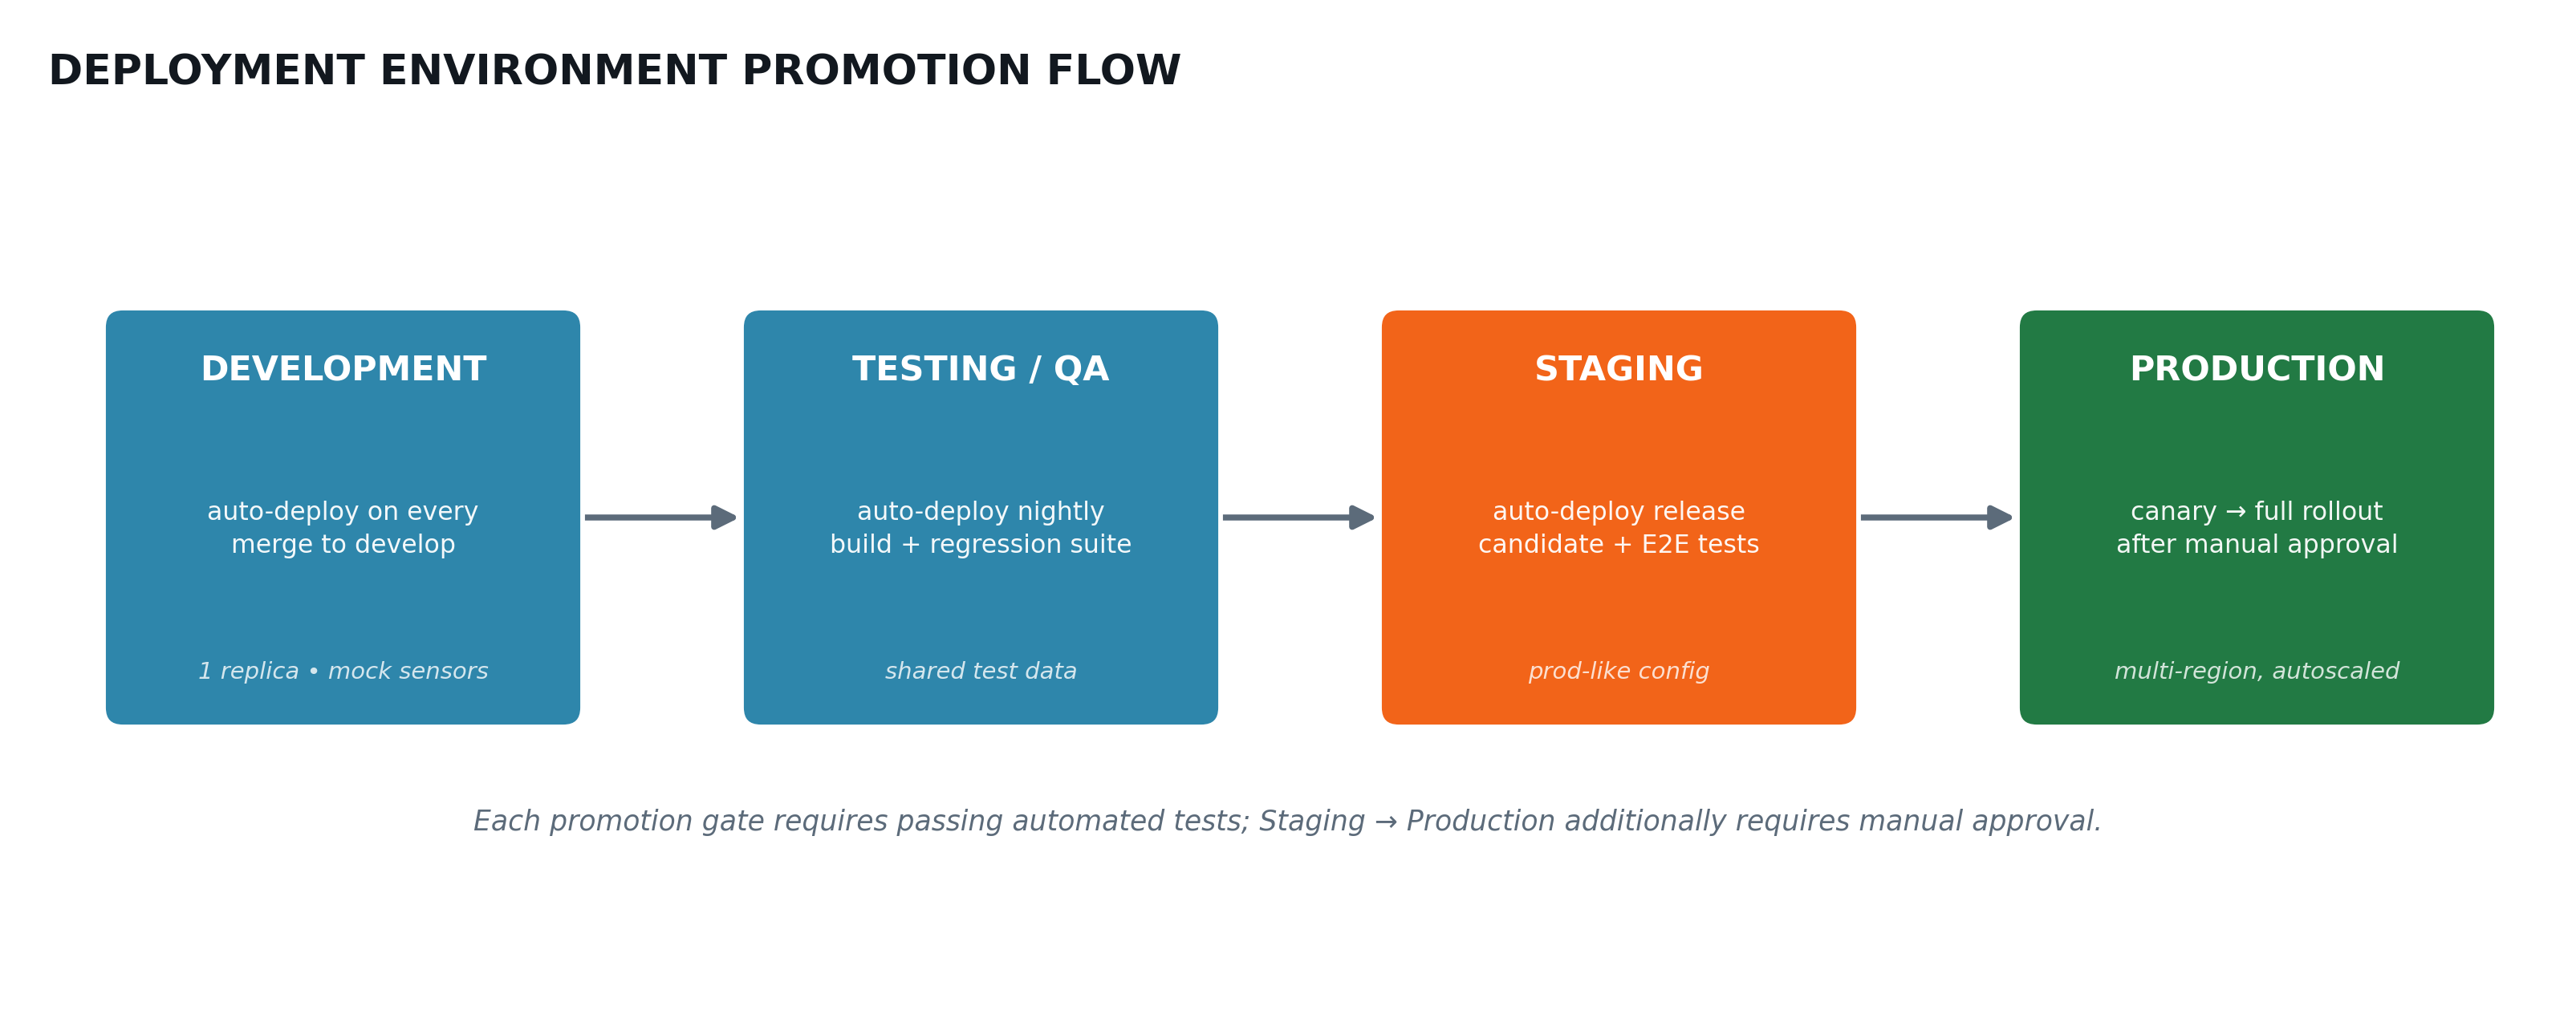 DEPLOYMENT ENVIRONMENT PROMOTION FLOW
DEVELOPMENT
auto-deploy on every
merge to develop
1 replica • mock sensors
TESTING / QA
auto-deploy nightly
build + regression suite
shared test data
STAGING
auto-deploy release
candidate + E2E tests
prod-like config
PRODUCTION
canary → full rollout
after manual approval
multi-region, autoscaled
Each promotion gate requires passing automated tests; Staging → Production additionally requires manual approval.